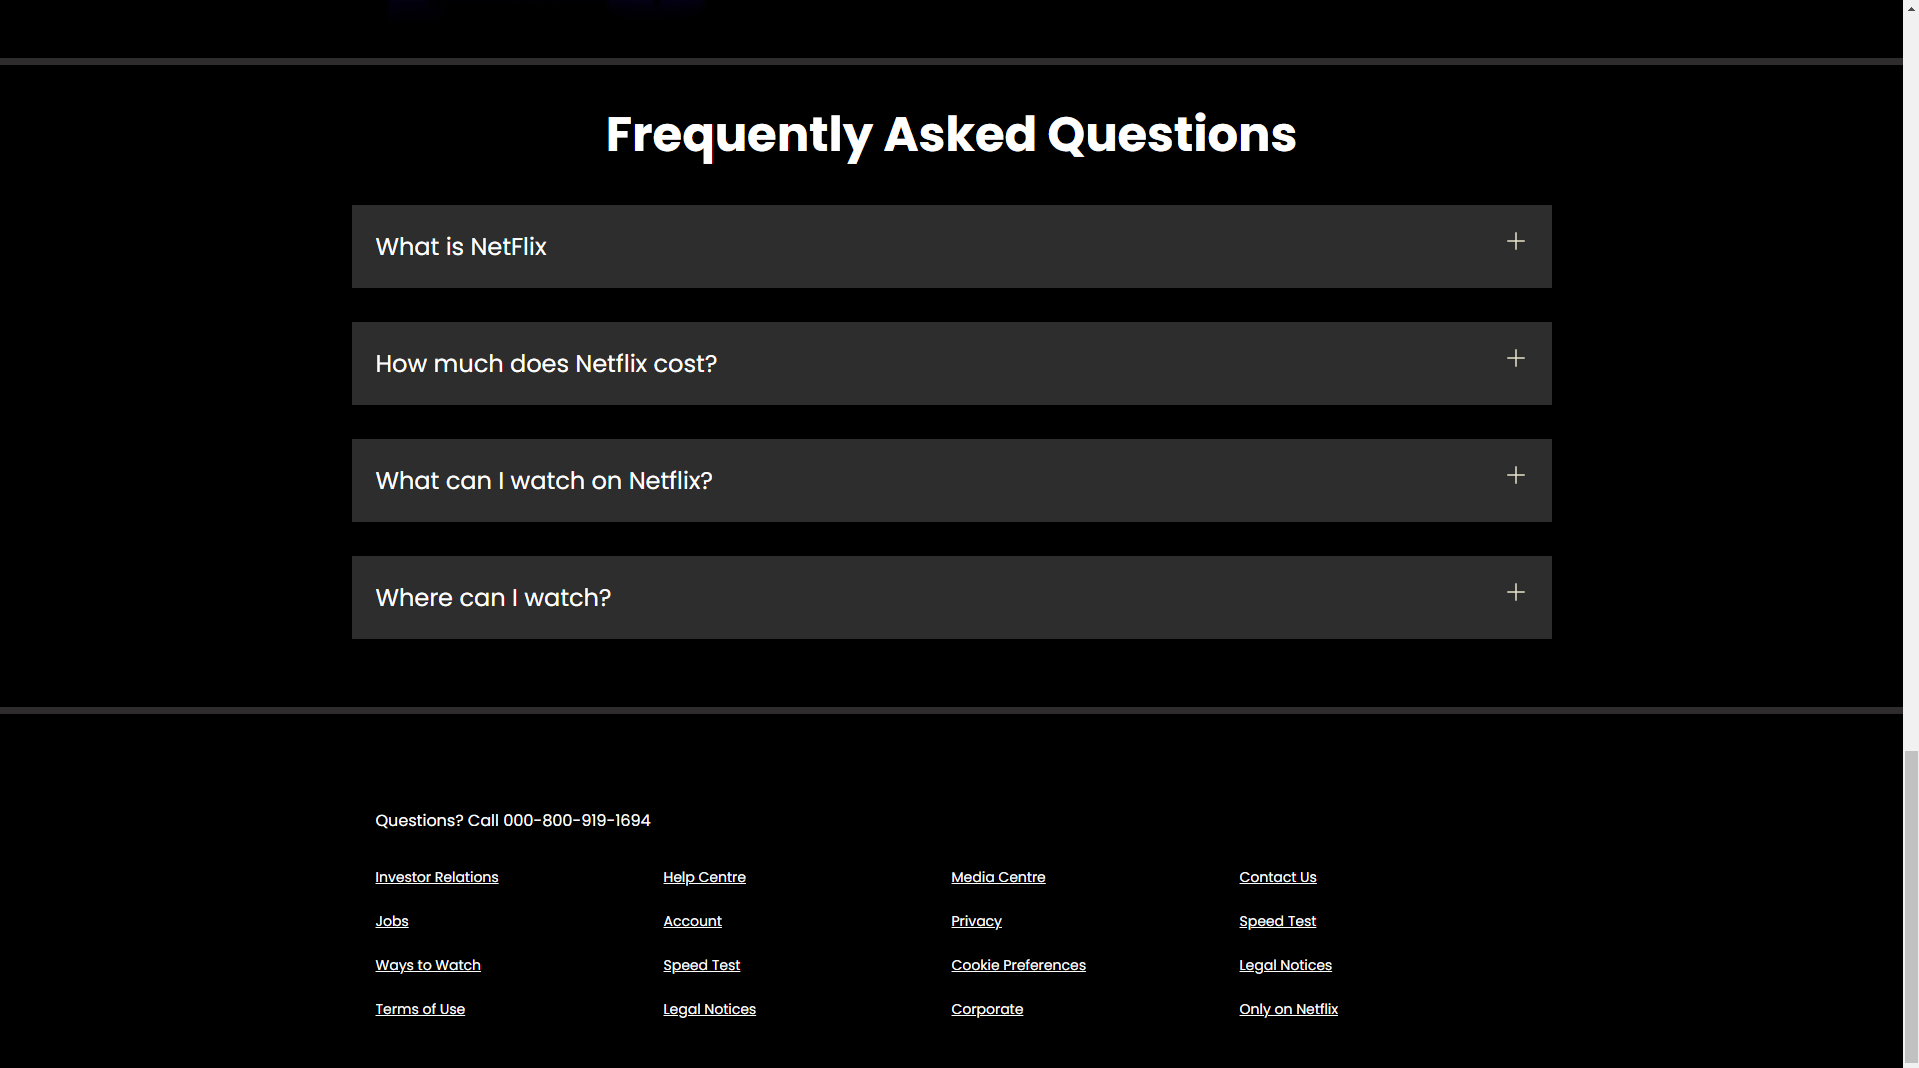 Frequently Asked Questions
What is NetFlix
How much does Netflix cost?
What can I watch on Netflix?
Where can I watch?
Questions? Call 000-800-919-1694
Investor Relations
Help Centre
Media Centre
Contact Us
Jobs
Account
Privacy
Speed Test
Ways to Watch
Speed Test
Cookie Preferences
Legal Notices
Terms of Use
Legal Notices
Corporate
Only on Netflix